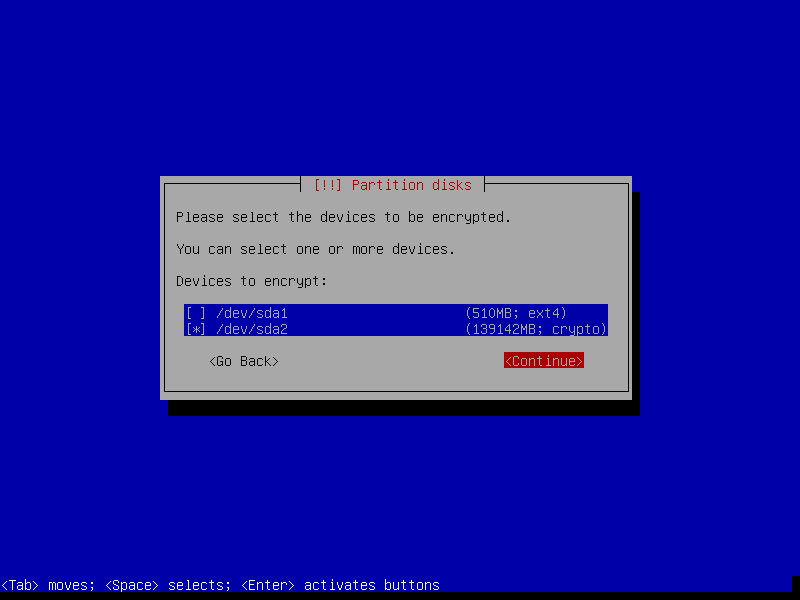 [!!] Partition disks
Please select the devices to be encrypted.
You can select one or more devices.
Devices to encrypt:
[ ] /dev/sda1 (510MB; ext4)
[*] /dev/sda2 (139142MB; crypto)
<Go Back> <Continue>
<Tab> moves; <Space> selects; <Enter> activates buttons